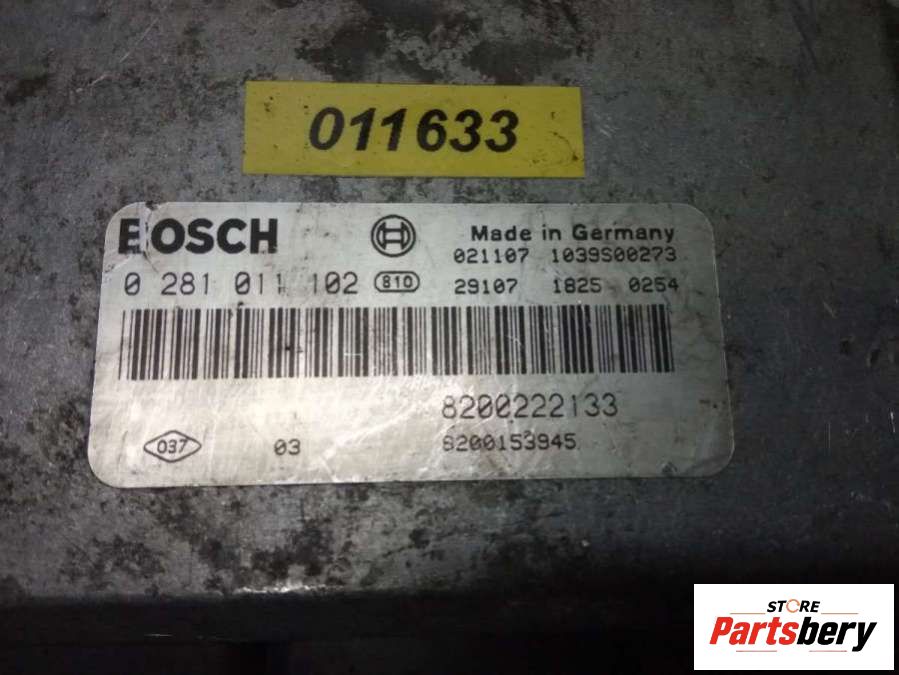 011633
BOSCH
Made in Germany
021107 1039S00273
0 281 011 102 810
29107 1825 0254
8200222133
037 03 8200153945
STORE
Partsbery